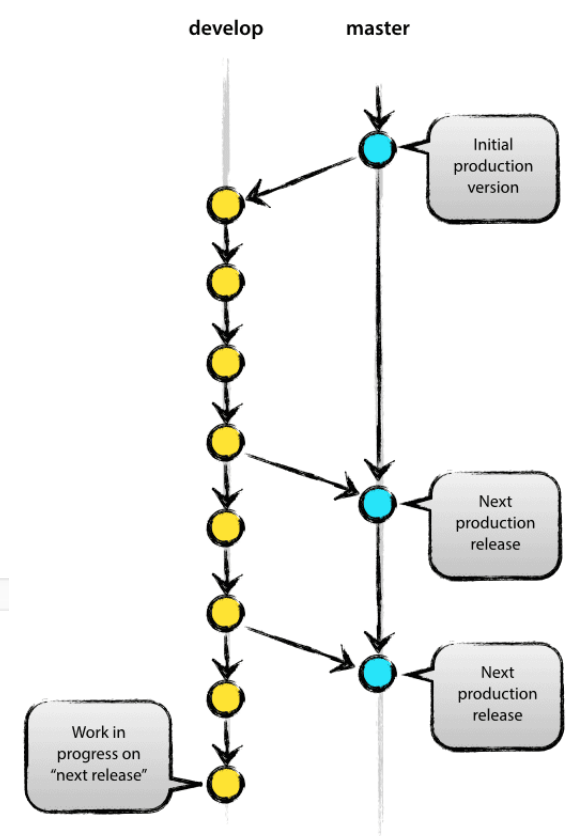 develop
master
Initial
production
version
Next
production
release
Next
production
release
Work in
progress on
“next release”